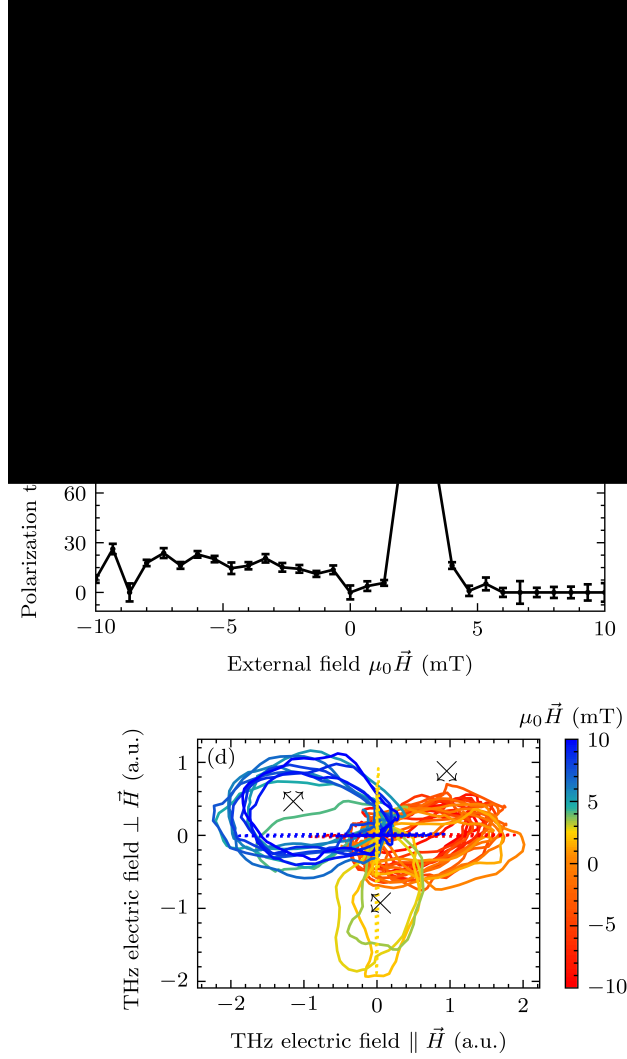 Polarization t
60
30
0
−10 −5 0 5 10
External field μ₀H⃗ (mT)
μ₀H⃗ (mT)
(d)
THz electric field ⊥ H⃗ (a.u.)
1
0
−1
−2
−2 −1 0 1 2
THz electric field ∥ H⃗ (a.u.)
10
5
0
−5
−10